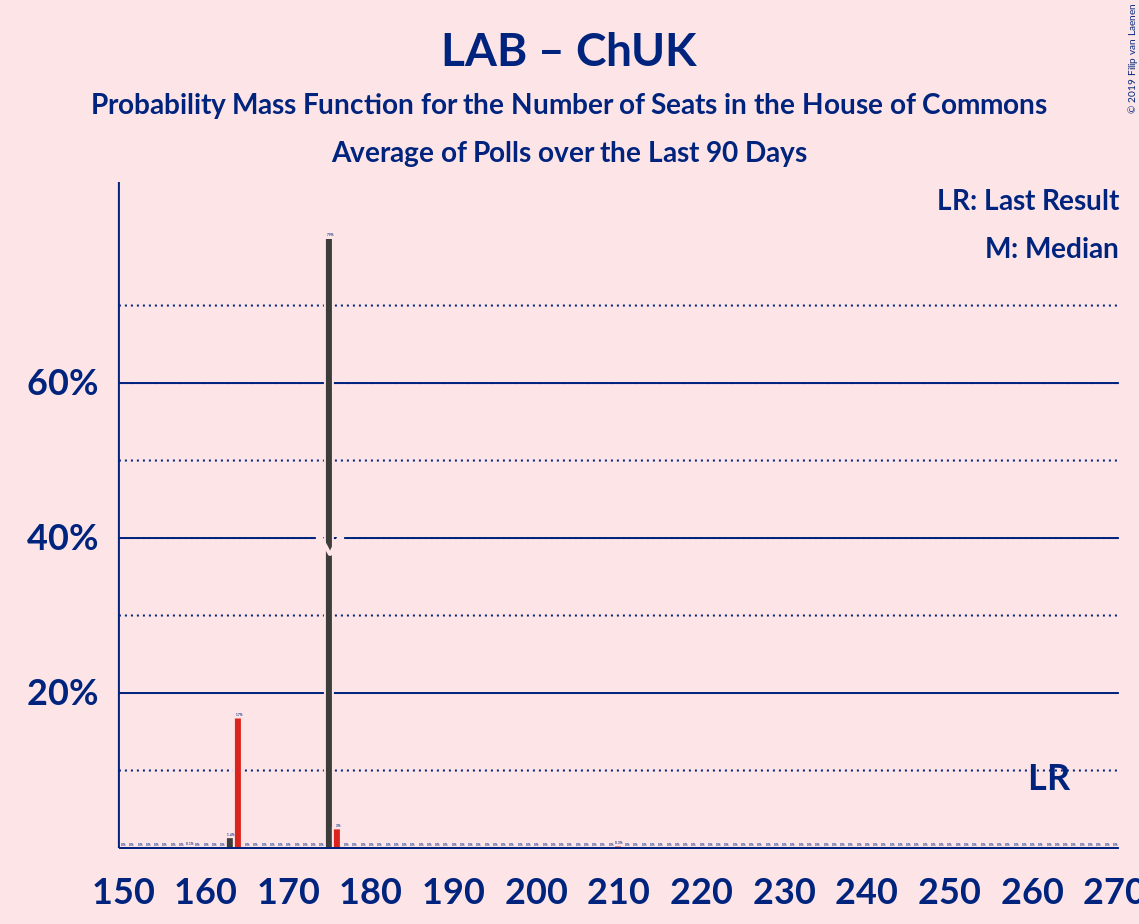 © 2019 Filip van Laenen
LAB – ChUK
Probability Mass Function for the Number of Seats in the House of Commons
Average of Polls over the Last 90 Days
LR: Last Result
M: Median
60%
40%
20%
79%
17%
LR
150 160 170 180 190 200 210 220 230 240 250 260 270